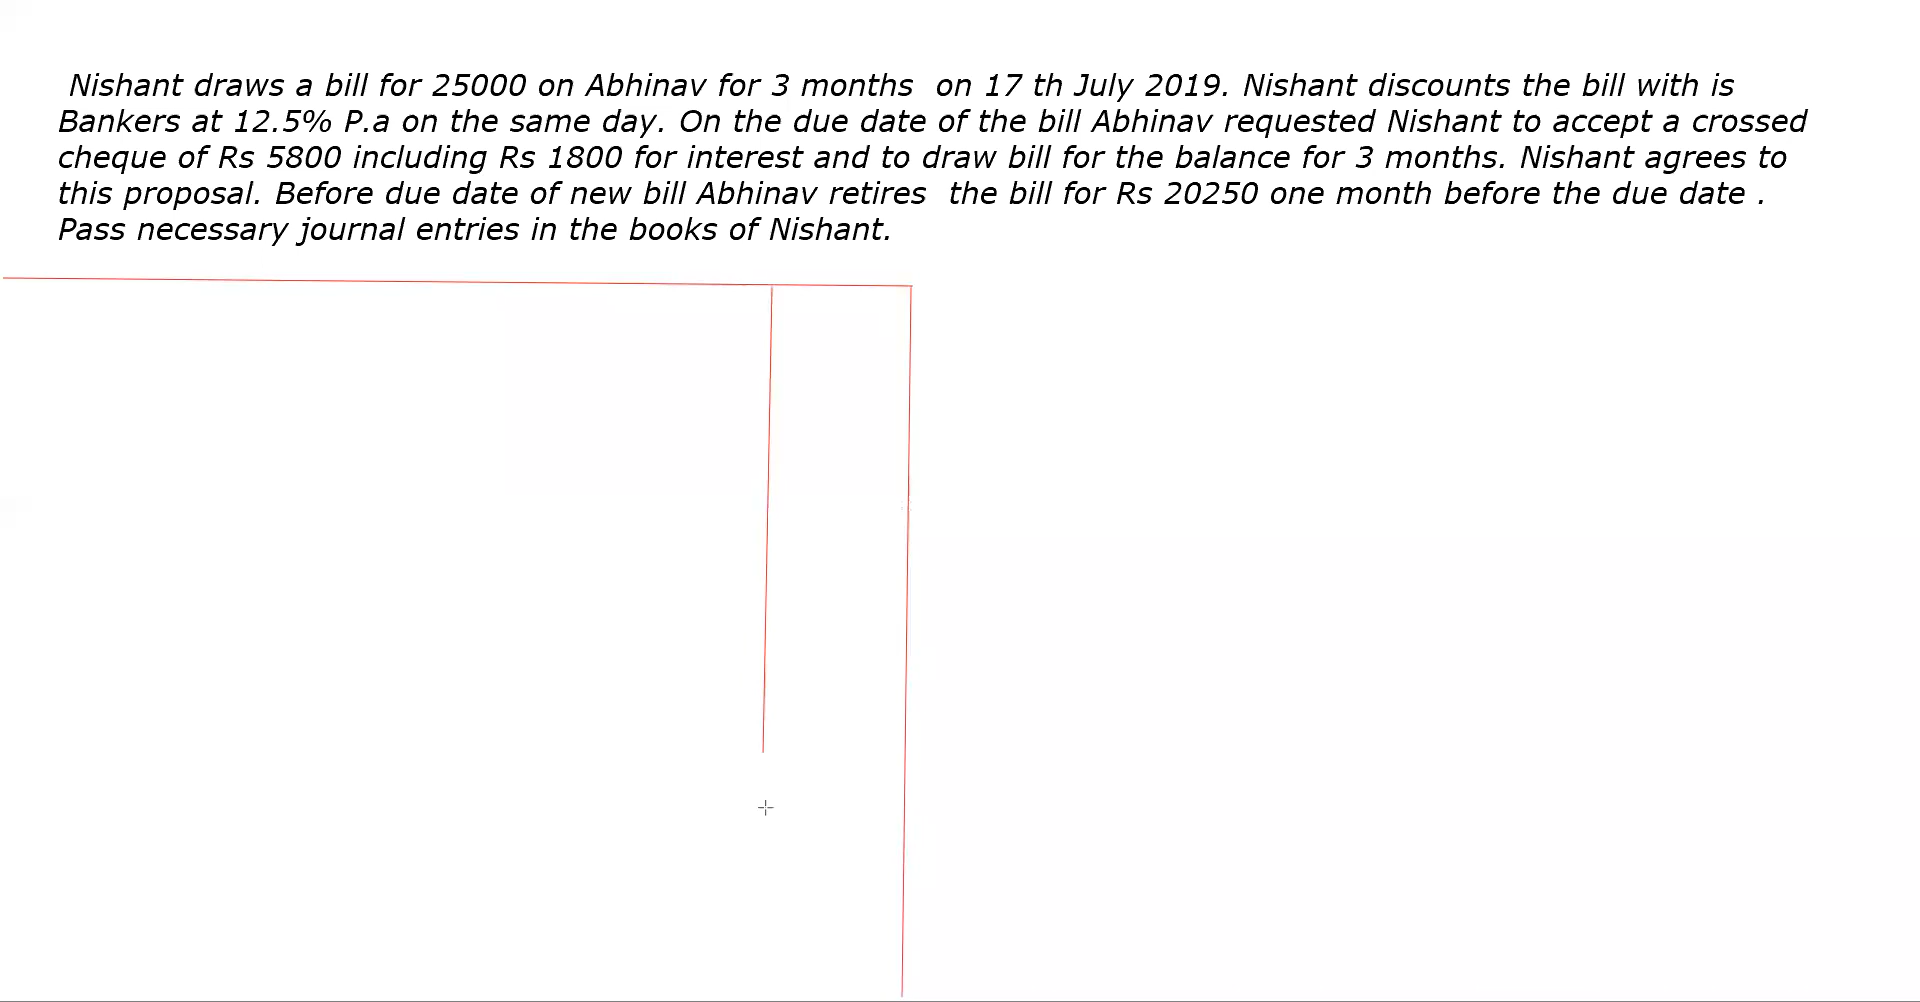 Nishant draws a bill for 25000 on Abhinav for 3 months on 17 th July 2019. Nishant discounts the bill with is
Bankers at 12.5% P.a on the same day. On the due date of the bill Abhinav requested Nishant to accept a crossed
cheque of Rs 5800 including Rs 1800 for interest and to draw bill for the balance for 3 months. Nishant agrees to
this proposal. Before due date of new bill Abhinav retires the bill for Rs 20250 one month before the due date .
Pass necessary journal entries in the books of Nishant.